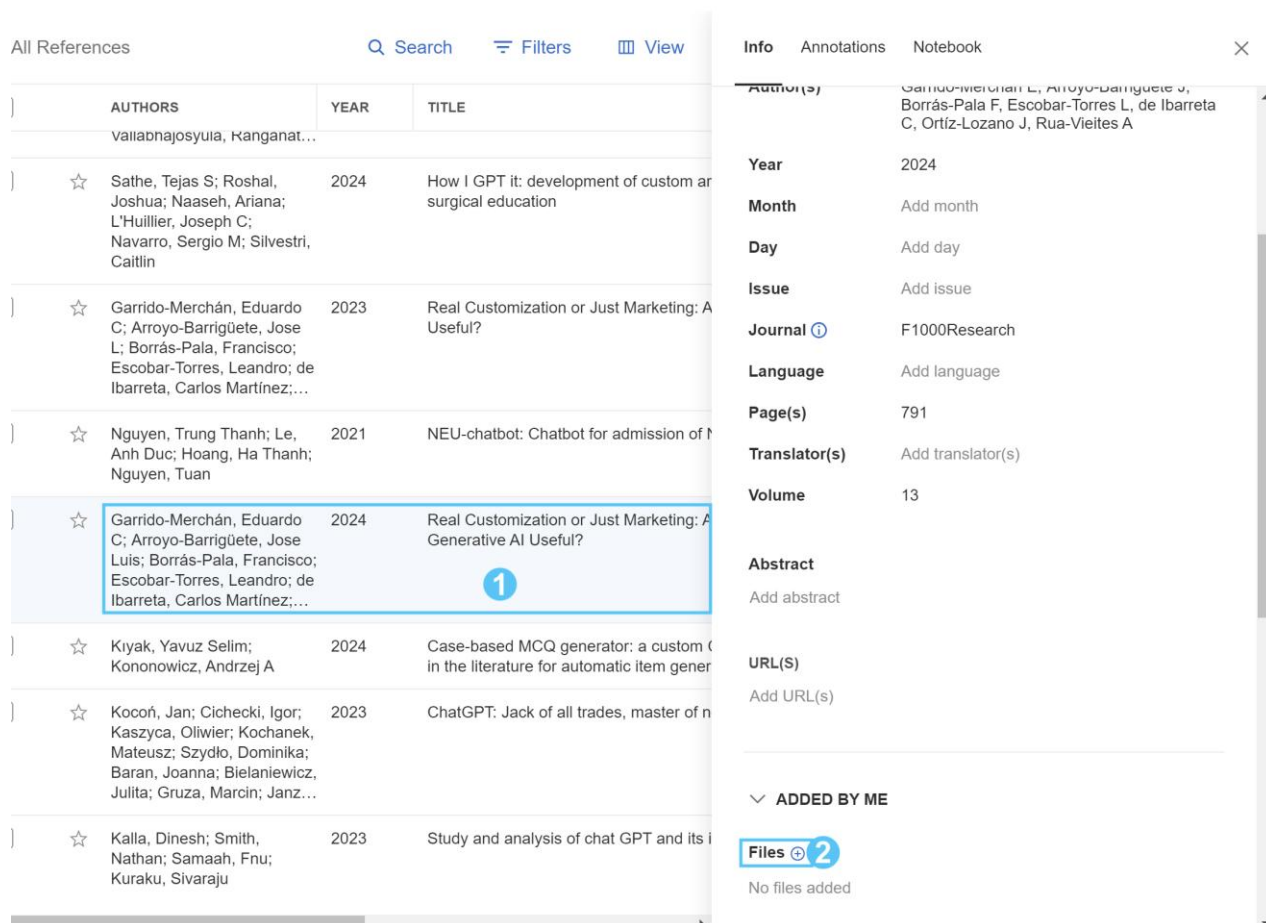 All References
Search
Filters
View
AUTHORS
YEAR
TITLE
Vallabhajosyula, Ranganat…
Sathe, Tejas S; Roshal,
Joshua; Naaseh, Ariana;
L'Huillier, Joseph C;
Navarro, Sergio M; Silvestri,
Caitlin
2024
How I GPT it: development of custom ar
surgical education
Garrido-Merchán, Eduardo
C; Arroyo-Barrigüete, Jose
L; Borrás-Pala, Francisco;
Escobar-Torres, Leandro; de
Ibarreta, Carlos Martínez;…
2023
Real Customization or Just Marketing: A
Useful?
Nguyen, Trung Thanh; Le,
Anh Duc; Hoang, Ha Thanh;
Nguyen, Tuan
2021
NEU-chatbot: Chatbot for admission of N
Garrido-Merchán, Eduardo
C; Arroyo-Barrigüete, Jose
Luis; Borrás-Pala, Francisco;
Escobar-Torres, Leandro; de
Ibarreta, Carlos Martínez;…
2024
Real Customization or Just Marketing: A
Generative AI Useful?
1
Kıyak, Yavuz Selim;
Kononowicz, Andrzej A
2024
Case-based MCQ generator: a custom C
in the literature for automatic item gener
Kocoń, Jan; Cichecki, Igor;
Kaszyca, Oliwier; Kochanek,
Mateusz; Szydło, Dominika;
Baran, Joanna; Bielaniewicz,
Julita; Gruza, Marcin; Janz…
2023
ChatGPT: Jack of all trades, master of n
Kalla, Dinesh; Smith,
Nathan; Samaah, Fnu;
Kuraku, Sivaraju
2023
Study and analysis of chat GPT and its i
Info
Annotations
Notebook
Author(s)
Garrido-Merchán E, Arroyo-Barrigüete J,
Borrás-Pala F, Escobar-Torres L, de Ibarreta
C, Ortíz-Lozano J, Rua-Vieites A
Year
2024
Month
Add month
Day
Add day
Issue
Add issue
Journal
F1000Research
Language
Add language
Page(s)
791
Translator(s)
Add translator(s)
Volume
13
Abstract
Add abstract
URL(S)
Add URL(s)
ADDED BY ME
Files
2
No files added